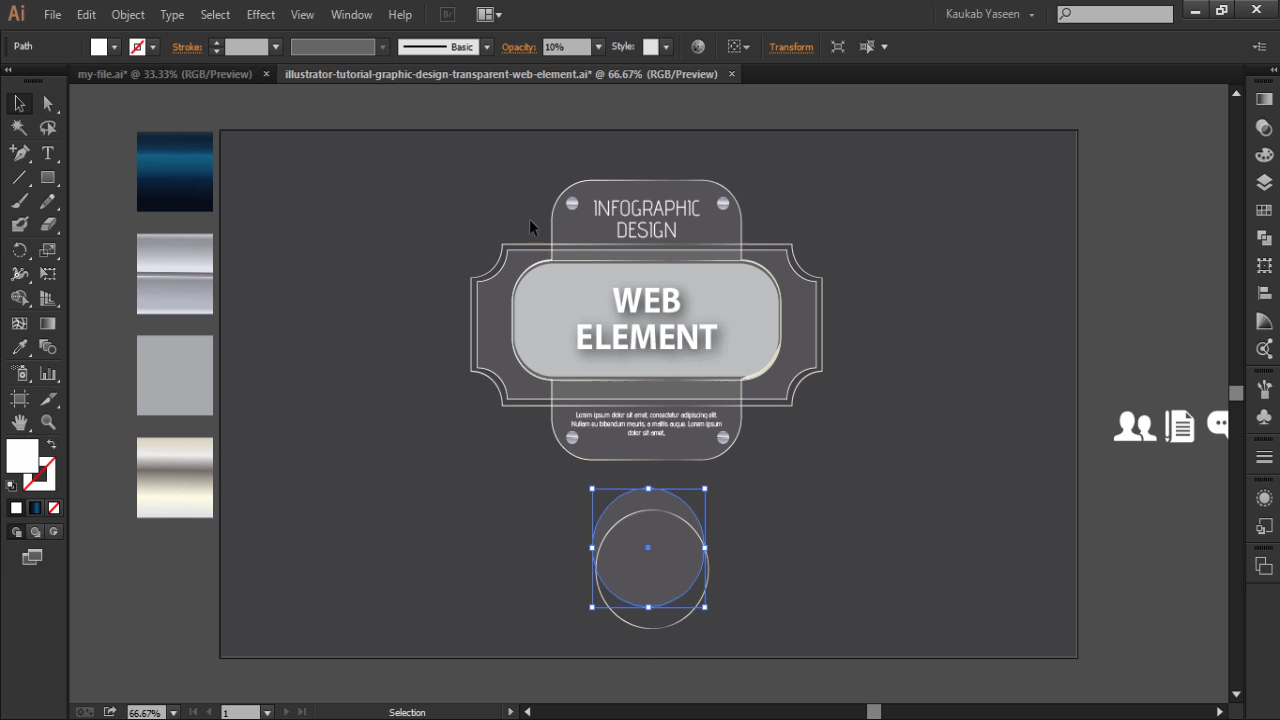 Ai File Edit Object Type Select Effect View Window Help Br Kaukab Yaseen
Path Stroke: Basic Opacity: 10% Style: Transform
my-file.ai* @ 33.33% (RGB/Preview) × illustrator-tutorial-graphic-design-transparent-web-element.ai* @ 66.67% (RGB/Preview) ×
INFOGRAPHIC
DESIGN
WEB
ELEMENT
Lorem ipsum dolor sit amet, consectetur adipiscing elit.
Nullam eu bibendum mauris, a mattis augue. Lorem ipsum
dolor sit amet,
66.67% 1 Selection